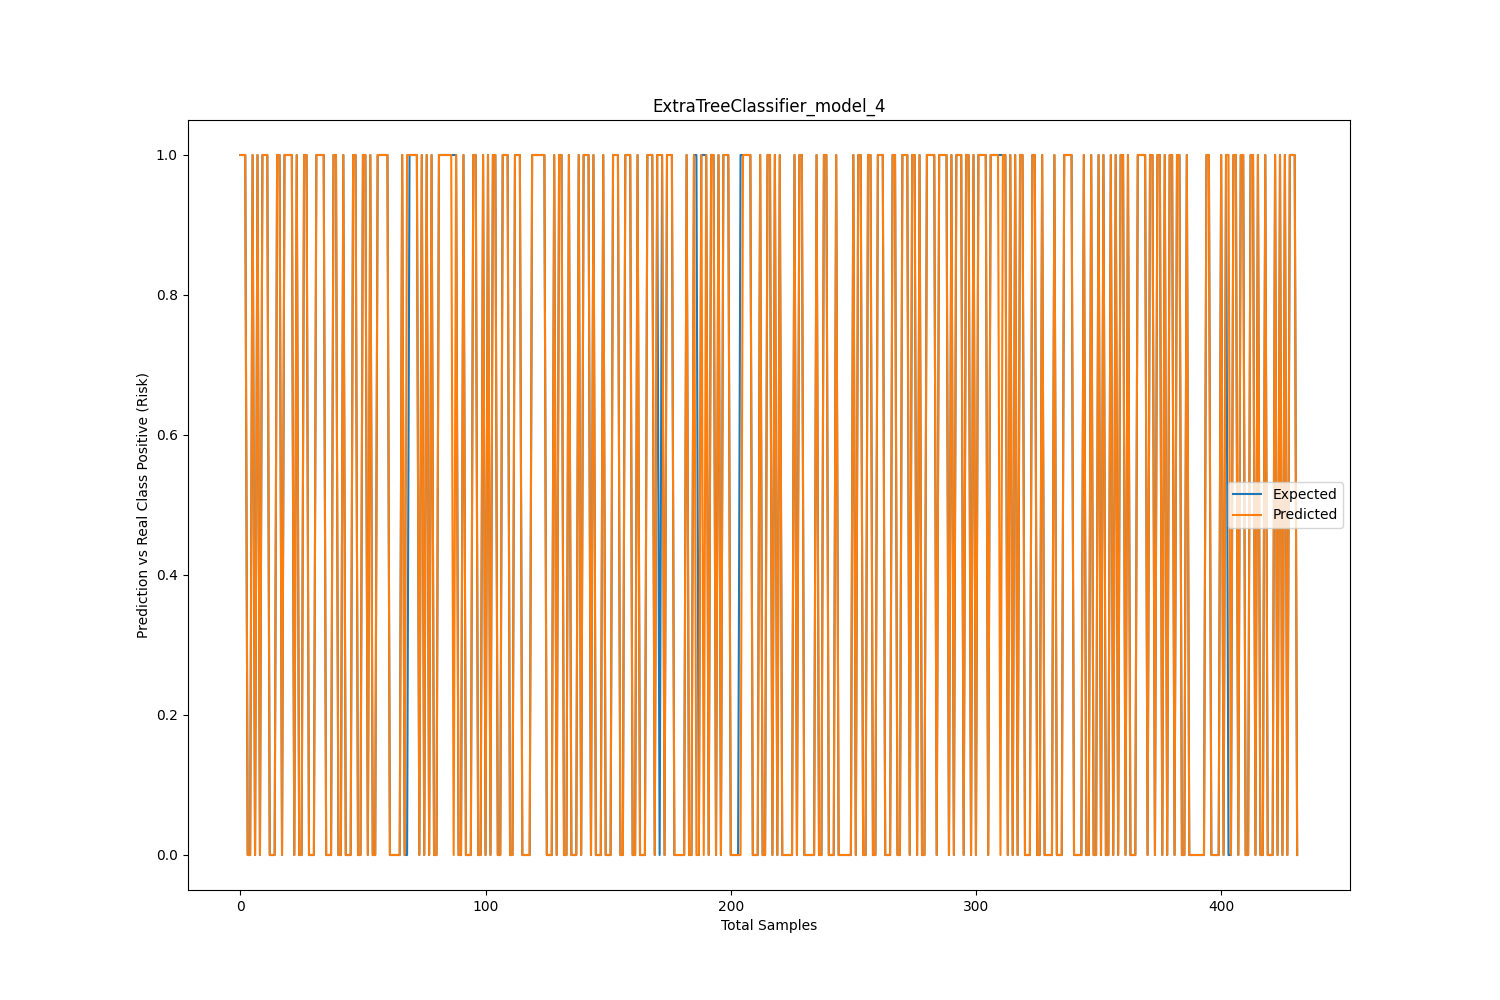 ExtraTreeClassifier_model_4
1.0
0.8
0.6
0.4
0.2
0.0
Prediction vs Real Class Positive (Risk)
Expected
Predicted
0
100
200
300
400
Total Samples